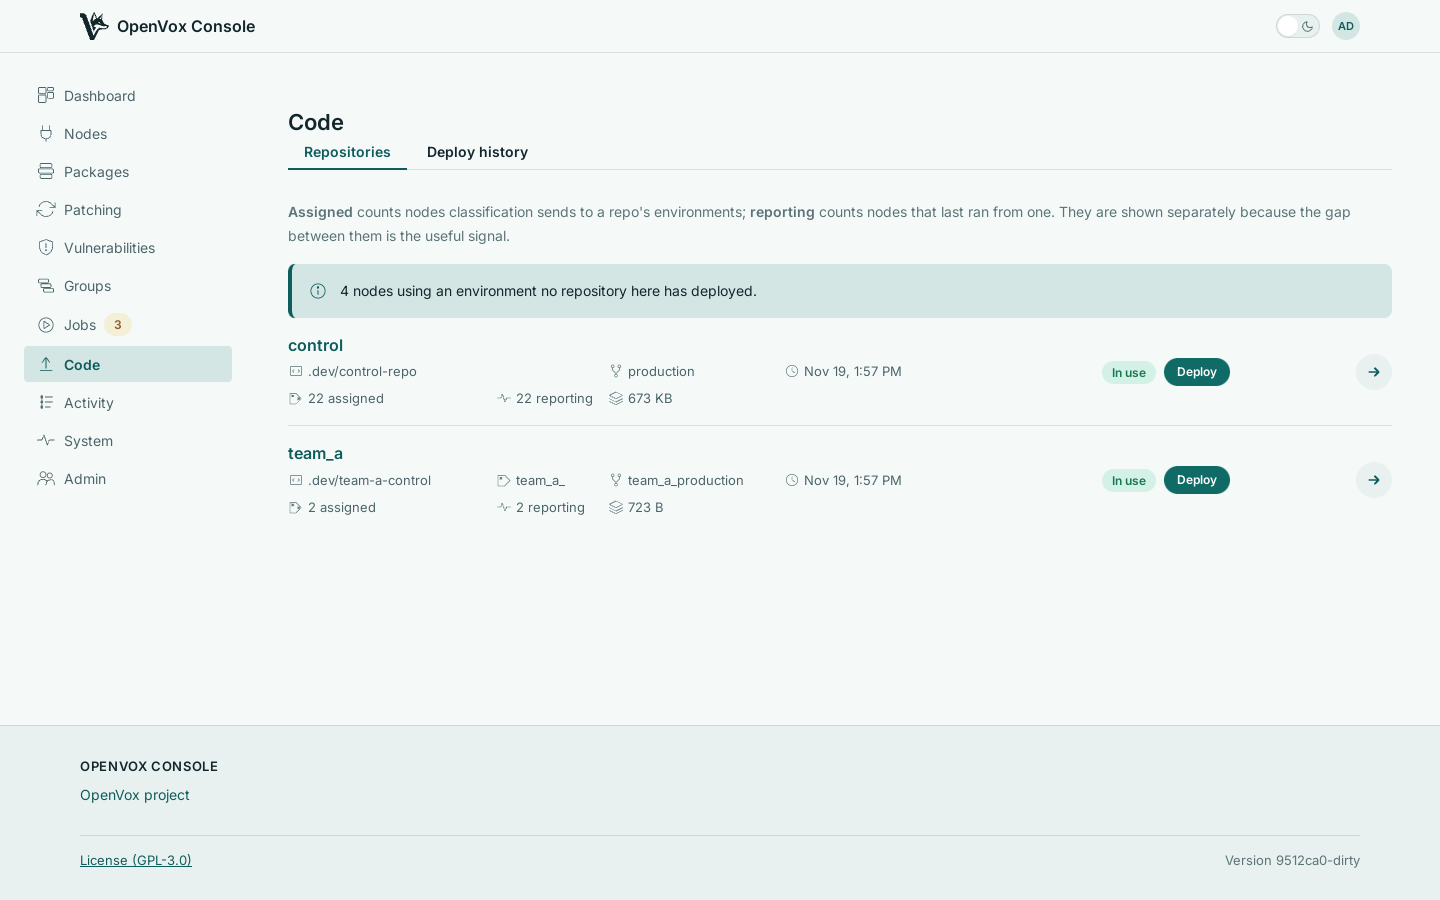 OpenVox Console
AD
Dashboard
Nodes
Packages
Patching
Vulnerabilities
Groups
Jobs 3
Code
Activity
System
Admin
Code
Repositories Deploy history
Assigned counts nodes classification sends to a repo's environments; reporting counts nodes that last ran from one. They are shown separately because the gap
between them is the useful signal.
4 nodes using an environment no repository here has deployed.
control
.dev/control-repo production Nov 19, 1:57 PM In use Deploy
22 assigned 22 reporting 673 KB
team_a
.dev/team-a-control team_a_ team_a_production Nov 19, 1:57 PM In use Deploy
2 assigned 2 reporting 723 B
OPENVOX CONSOLE
OpenVox project
License (GPL-3.0) Version 9512ca0-dirty